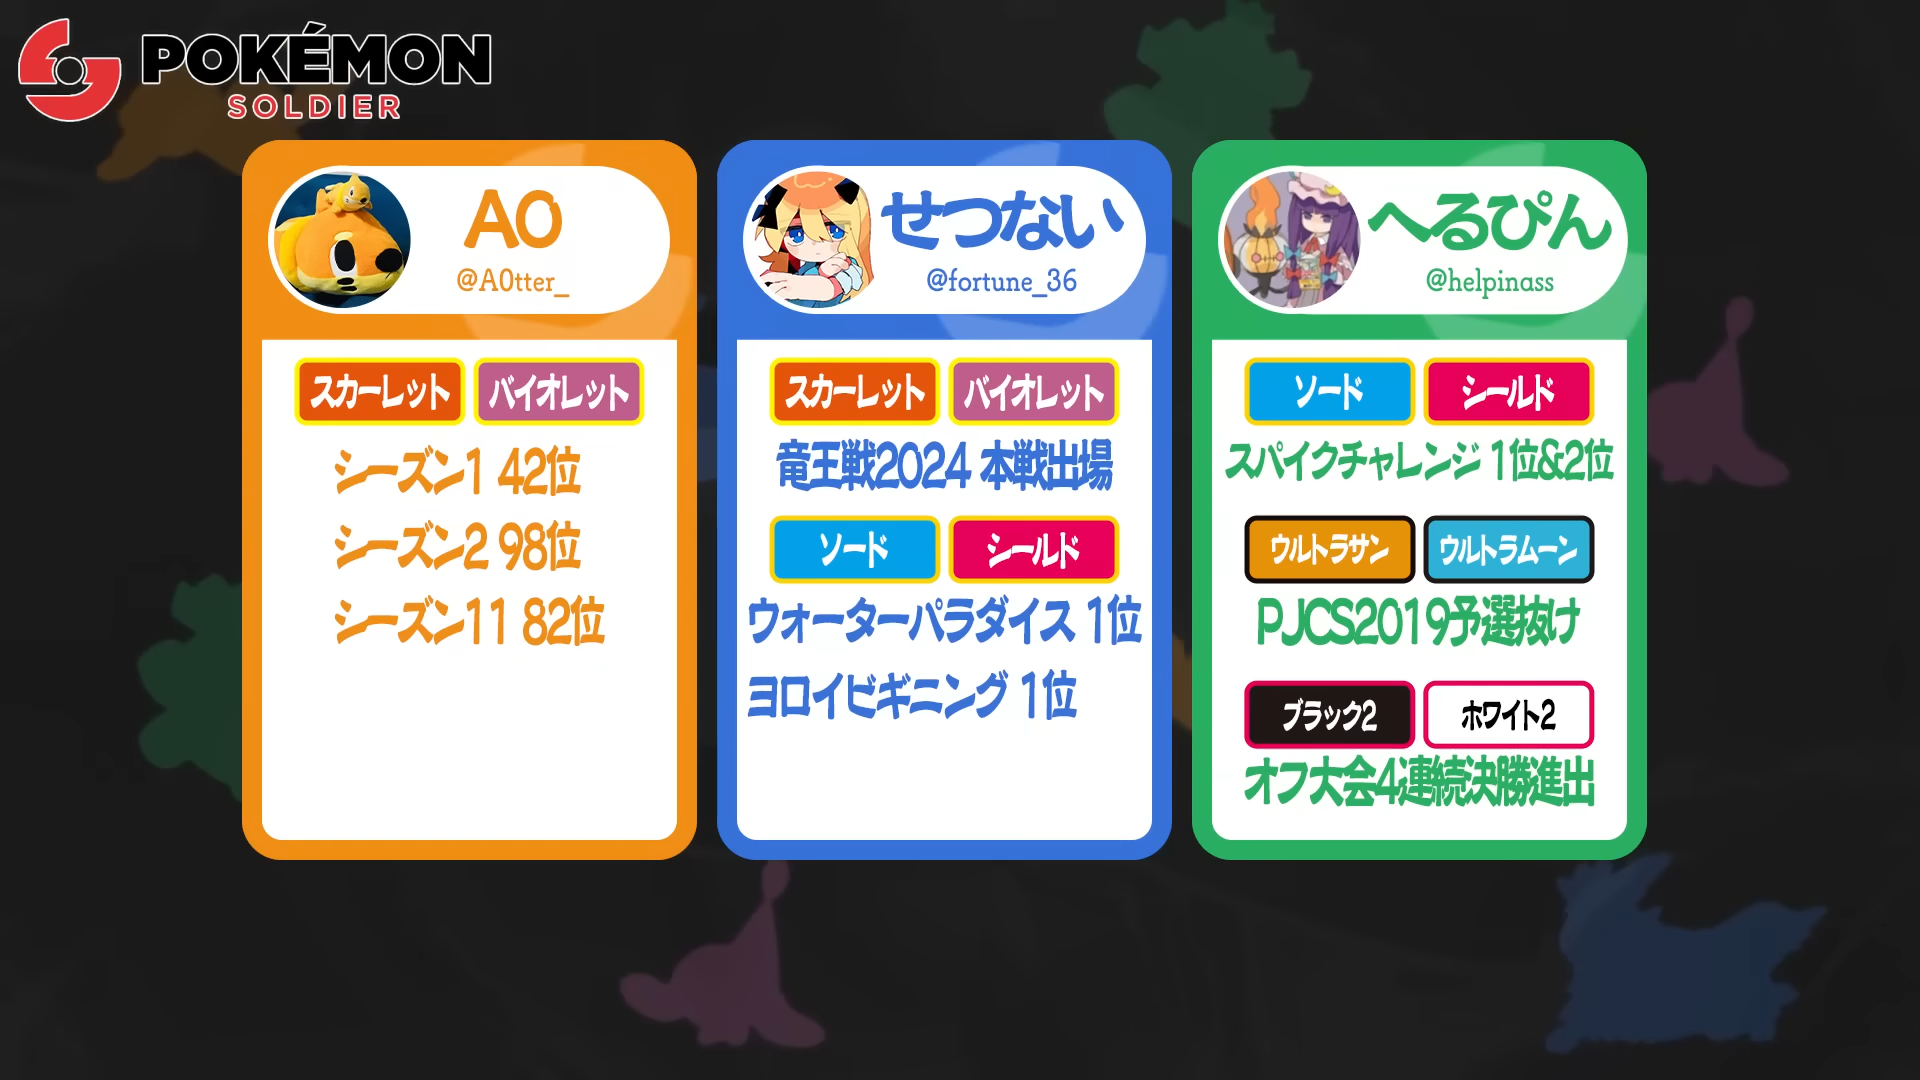 POKÉMON
SOLDIER
A0
@A0tter_
スカーレット バイオレット
シーズン1 42位
シーズン2 98位
シーズン11 82位
せつない
@fortune_36
スカーレット バイオレット
竜王戦2024 本戦出場
ソード シールド
ウォーターパラダイス 1位
ヨロイビギニング 1位
へるぴん
@helpinass
ソード シールド
スパイクチャレンジ 1位&2位
ウルトラサン ウルトラムーン
PJCS2019予選抜け
ブラック2 ホワイト2
オフ大会4連続決勝進出